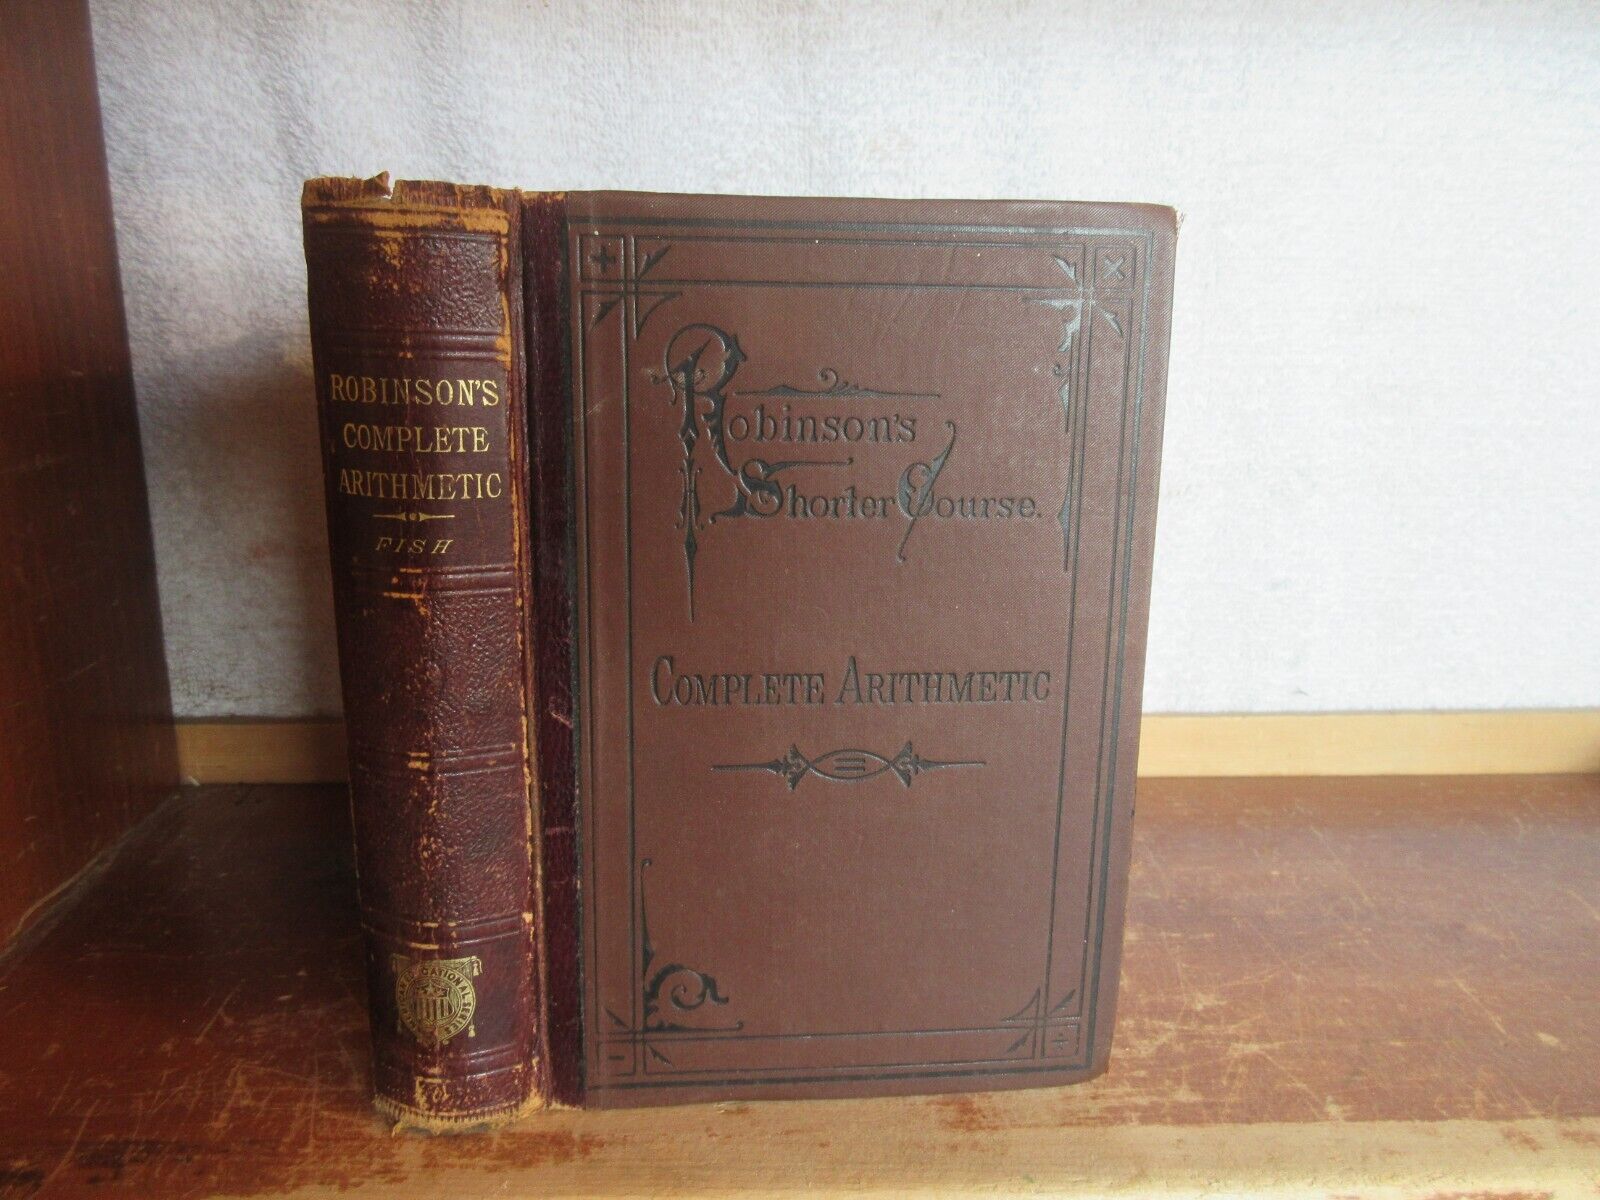 ROBINSON'S
COMPLETE
ARITHMETIC
FISH
Robinson's
Shorter Course.
COMPLETE ARITHMETIC
+
×
=
−
÷